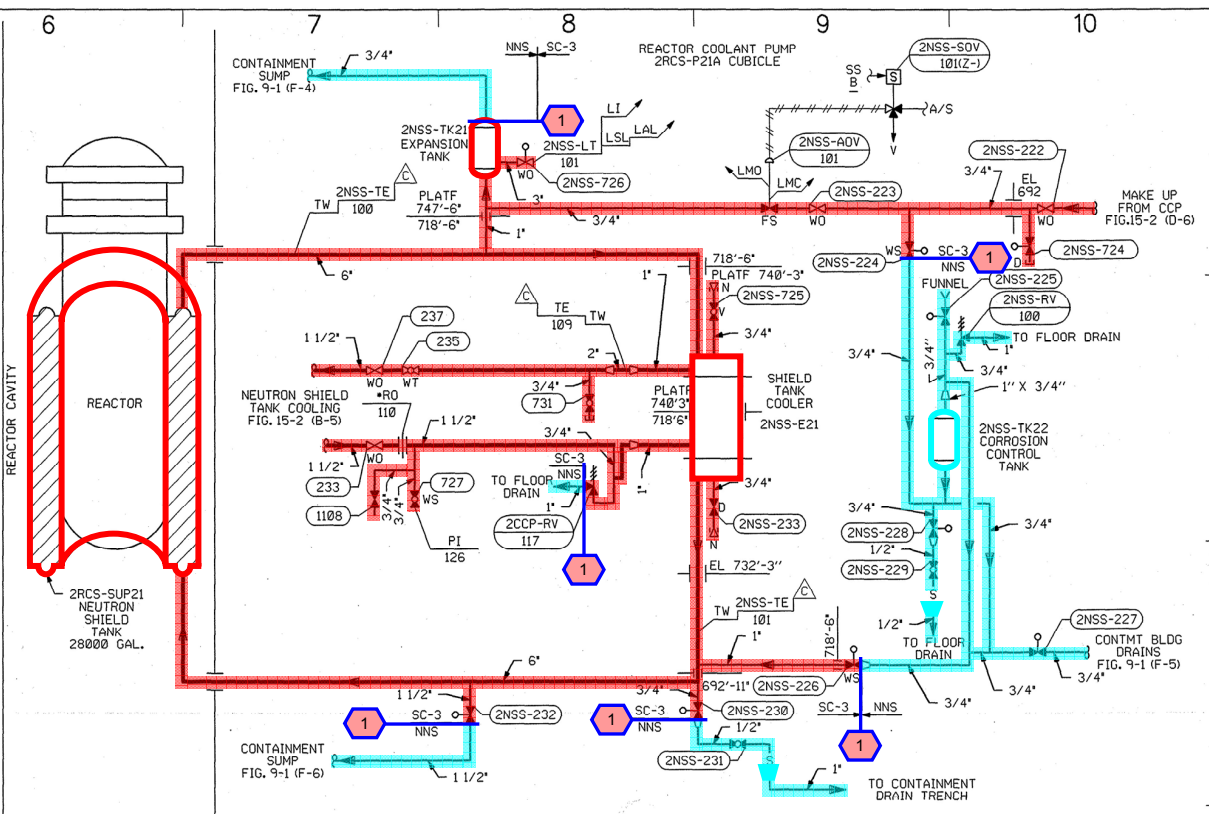 6
7
8
9
10
REACTOR CAVITY
REACTOR
2RCS-SUP21
NEUTRON
SHIELD
TANK
28000 GAL.
CONTAINMENT
SUMP
FIG. 9-1 (F-4)
3/4"
NNS
SC-3
1
2NSS-TK21
EXPANSION
TANK
2NSS-LT
101
LI
LSL
LAL
WO
2NSS-726
3"
REACTOR COOLANT PUMP
2RCS-P21A CUBICLE
SS
B
S
2NSS-SOV
101(Z-)
A/S
V
2NSS-AOV
101
LMO
LMC
FS
2NSS-223
WO
2NSS-222
3/4"
EL
692
WO
MAKE UP
FROM CCP
FIG.15-2 (D-6)
2NSS-724
D
TW
2NSS-TE
100
C
PLATF
747'-6"
718'-6"
1"
3/4"
6"
WS
2NSS-224
SC-3
NNS
1
2NSS-225
FUNNEL
2NSS-RV
100
TO FLOOR DRAIN
1"
3/4"
3/4"
3/4"
1" X 3/4"
718'-6"
PLATF 740'-3"
N
V
2NSS-725
3/4"
1"
C
TE
109
TW
2"
1 1/2"
237
235
WO
WT
3/4"
731
NEUTRON SHIELD
TANK COOLING
FIG.15-2 (B-5)
*RO
110
1 1/2"
PLATF
740'3"
718'6"
SHIELD
TANK
COOLER
2NSS-E21
2NSS-TK22
CORROSION
CONTROL
TANK
3/4"
1 1/2"
WO
233
1108
3/4"
3/4"
727
WS
PI
126
SC-3
NNS
TO FLOOR
DRAIN
1"
1"
2CCP-RV
117
1
3/4"
D
2NSS-233
N
EL 732'-3"
3/4"
2NSS-228
1/2"
2NSS-229
S
1/2"
TO FLOOR
DRAIN
3/4"
2NSS-227
CONTMT BLDG
DRAINS
FIG. 9-1 (F-5)
3/4"
3/4"
3/4"
TW
2NSS-TE
101
C
1"
718'-6"
692'-11"
2NSS-226
WS
SC-3
NNS
1
6"
1 1/2"
1
SC-3
NNS
2NSS-232
CONTAINMENT
SUMP
FIG. 9-1 (F-6)
1 1/2"
3/4"
1
SC-3
NNS
2NSS-230
1/2"
2NSS-231
S
1"
TO CONTAINMENT
DRAIN TRENCH